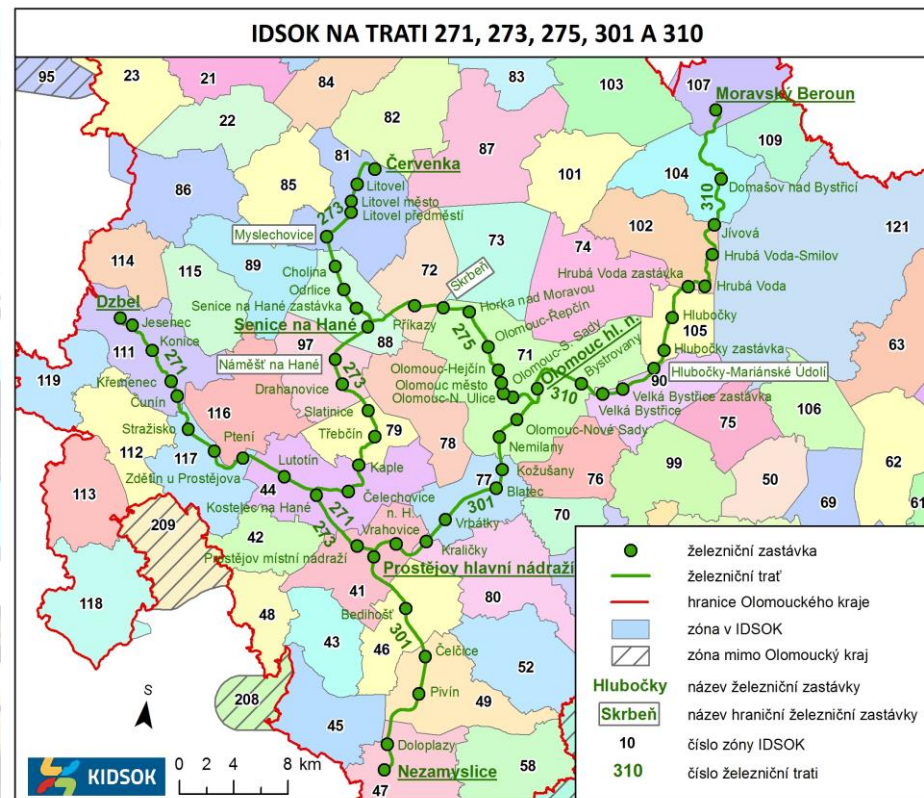 IDSOK NA TRATI 271, 273, 275, 301 A 310
95
23
21
84
83
103
107
Moravský Beroun
22
82
109
81
Červenka
87
104
86
85
Litovel
101
310
Domašov nad Bystřicí
Litovel město
Litovel předměstí
273
102
121
Myslechovice
73
74
Jívová
114
115
89
Cholina
72
Skrbeň
Hrubá Voda-Smilov
Hrubá Voda zastávka
Odrlice
Hrubá Voda
Dzbel
Senice na Hané zastávka
Horka nad Moravou
Příkazy
Jesenec
Senice na Hané
88
275
Olomouc-Řepčín
Hlubočky
105
Konice
97
71
Olomouc-S. Sady
Olomouc hl. n.
Hlubočky zastávka
63
111
271
Náměšť na Hané
Olomouc-Hejčín
Bystrovany
90
Hlubočky-Mariánské Údolí
119
Křemenec
273
Olomouc město
310
Drahanovice
Olomouc-N. Ulice
Velká Bystřice zastávka
Čunín
116
Velká Bystřice
106
Slatinice
Olomouc-Nové Sady
75
Stražisko
79
78
112
Třebčín
Nemilany
99
62
Ptení
117
Lutotín
Kaple
77
Kožušany
76
50
113
Zdětín u Prostějova
44
Čelechovice
n. H.
Blatec
69
61
Kostelec na Hané
271
301
209
Vrbátky
70
42
273
Vrahovice
Kraličky
Prostějov místní nádraží
Prostějov hlavní nádraží
118
41
80
48
Bedihošť
43
46
301
Čelčice
52
208
Pivín
49
45
Doloplazy
Nezamyslice
58
47
železniční zastávka
železniční trať
hranice Olomouckého kraje
zóna v IDSOK
zóna mimo Olomoucký kraj
Hlubočky název železniční zastávky
Skrbeň název hraniční železniční zastávky
10 číslo zóny IDSOK
310 číslo železniční trati
S
KIDSOK
0 2 4 8 km